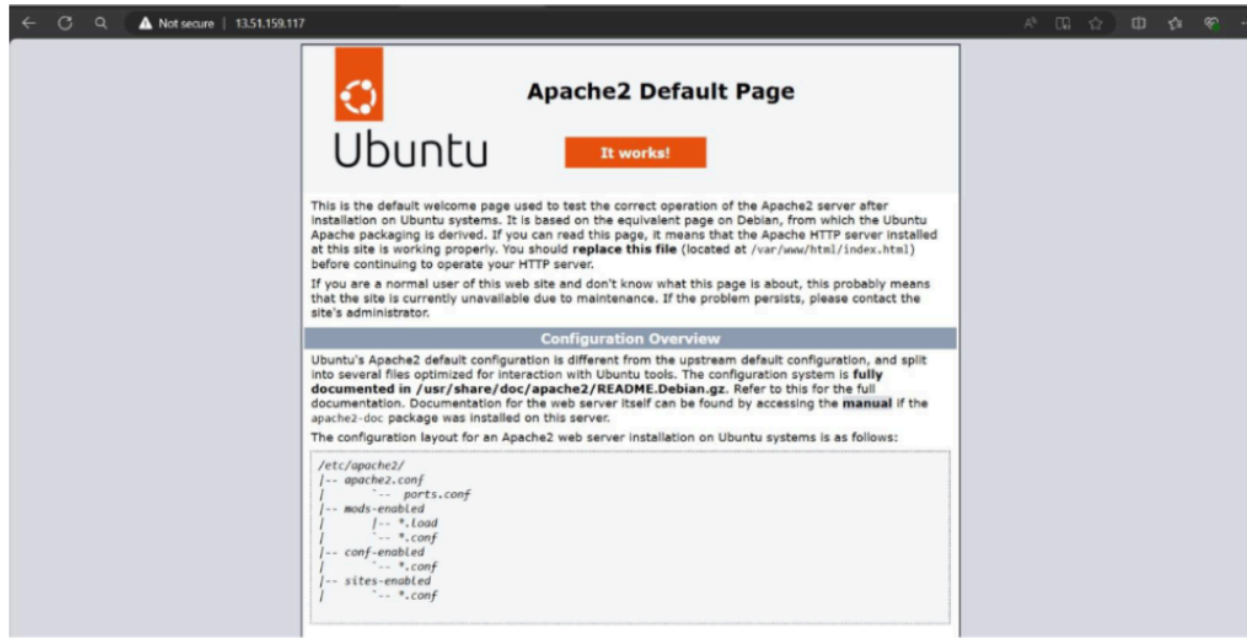 Not secure | 13.51.159.117
Apache2 Default Page
Ubuntu
It works!
This is the default welcome page used to test the correct operation of the Apache2 server after
installation on Ubuntu systems. It is based on the equivalent page on Debian, from which the Ubuntu
Apache packaging is derived. If you can read this page, it means that the Apache HTTP server installed
at this site is working properly. You should replace this file (located at /var/www/html/index.html)
before continuing to operate your HTTP server.
If you are a normal user of this web site and don't know what this page is about, this probably means
that the site is currently unavailable due to maintenance. If the problem persists, please contact the
site's administrator.
Configuration Overview
Ubuntu's Apache2 default configuration is different from the upstream default configuration, and split
into several files optimized for interaction with Ubuntu tools. The configuration system is fully
documented in /usr/share/doc/apache2/README.Debian.gz. Refer to this for the full
documentation. Documentation for the web server itself can be found by accessing the manual if the
apache2-doc package was installed on this server.
The configuration layout for an Apache2 web server installation on Ubuntu systems is as follows:
/etc/apache2/
|-- apache2.conf
|       `--  ports.conf
|-- mods-enabled
|       |-- *.load
|       `-- *.conf
|-- conf-enabled
|       `-- *.conf
|-- sites-enabled
|       `-- *.conf